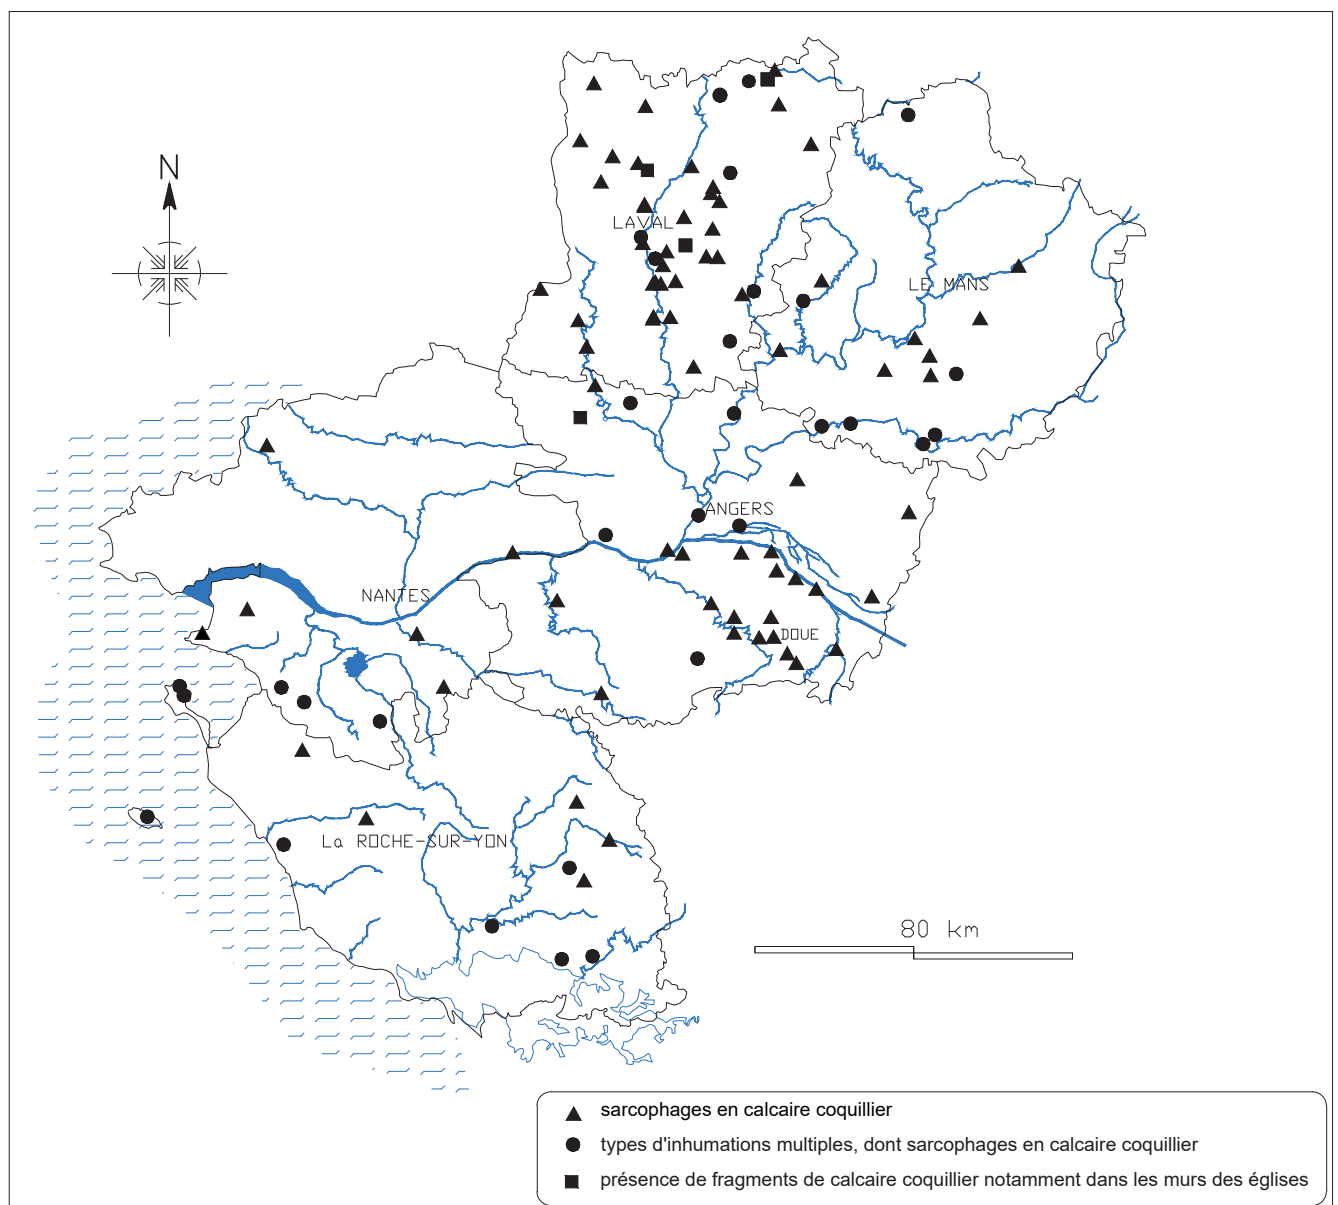 N
LAVAL
LE MANS
ANGERS
NANTES
DOUE
La ROCHE-SUR-YON
80 km
sarcophages en calcaire coquillier
types d'inhumations multiples, dont sarcophages en calcaire coquillier
présence de fragments de calcaire coquillier notamment dans les murs des églises